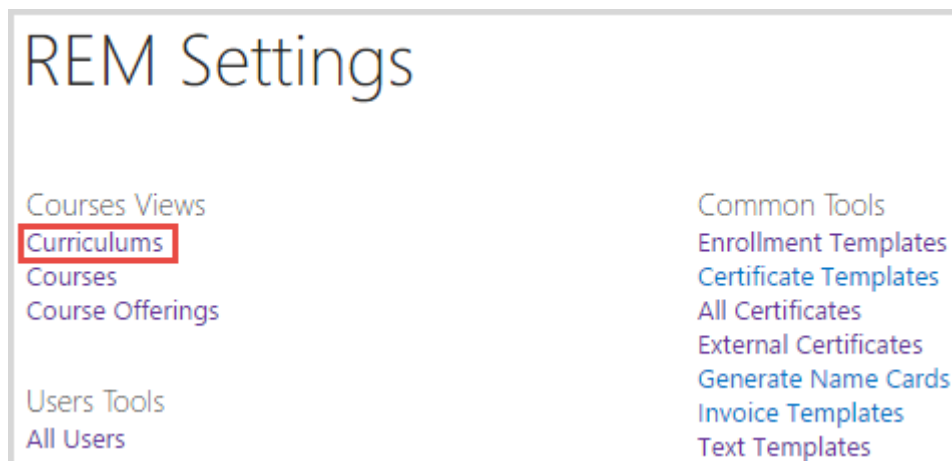 REM Settings
Courses Views
Curriculums
Courses
Course Offerings
Users Tools
All Users
Common Tools
Enrollment Templates
Certificate Templates
All Certificates
External Certificates
Generate Name Cards
Invoice Templates
Text Templates